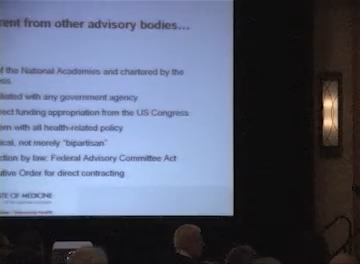 rent from other advisory bodies...
of the National Academies and chartered by the
ess.
iliated with any government agency
rect funding appropriation from the US Congress
ern with all health-related policy
ical, not merely "bipartisan"
ction by law: Federal Advisory Committee Act
utive Order for direct contracting
TE OF MEDICINE